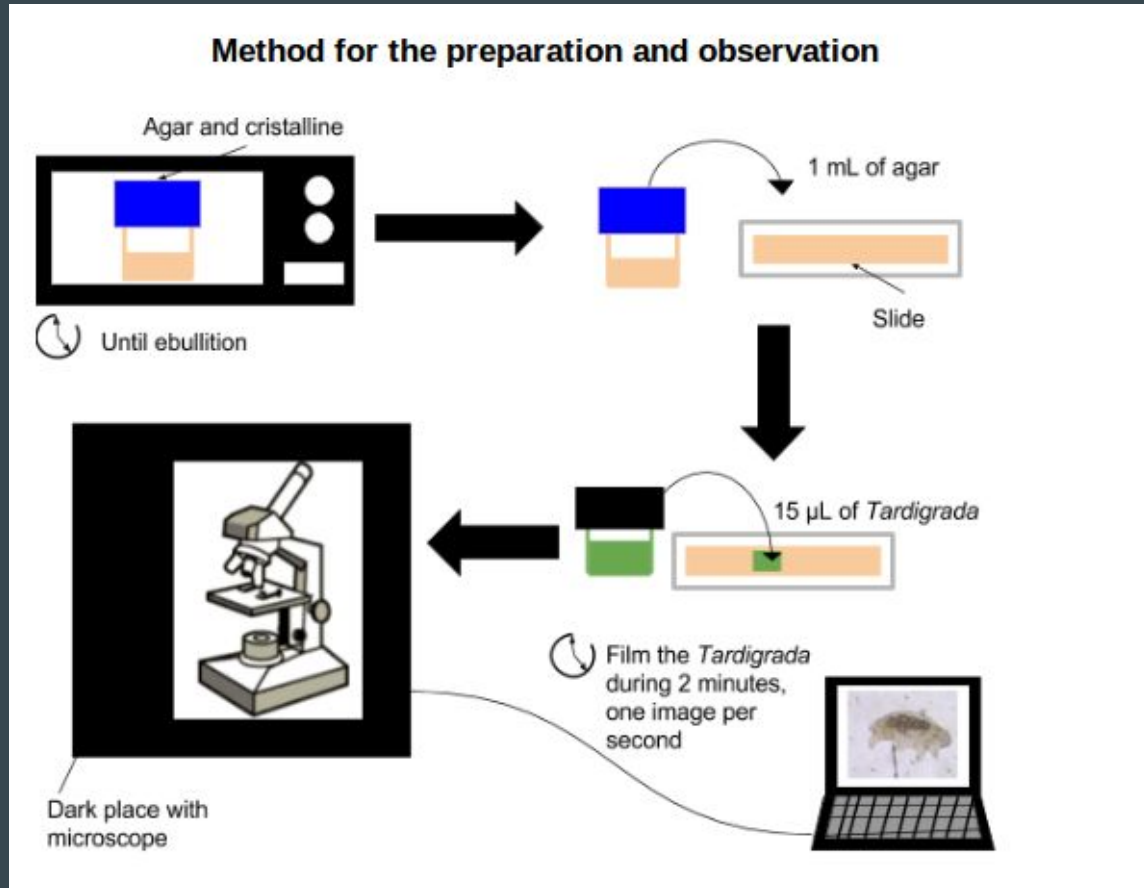 Method for the preparation and observation
Agar and cristalline
1 mL of agar
Slide
Until ebullition
15 µL of Tardigrada
Film the Tardigrada
during 2 minutes,
one image per
second
Dark place with
microscope